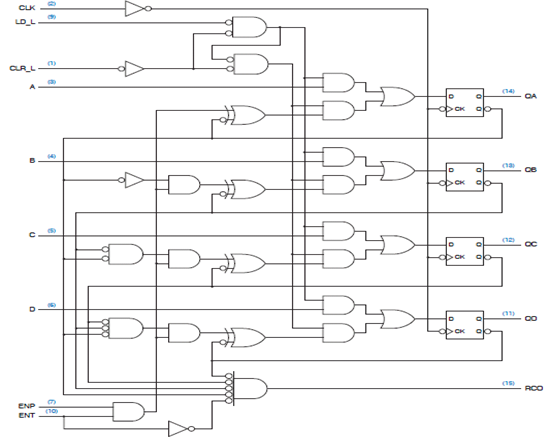 CLK (2)
LD_L (9)
CLR_L (1)
A (3)
D Q (14) QA
CK Q
B (4)
D Q (13) QB
CK Q
C (5)
D Q (12) QC
CK Q
D (6)
D Q (11) QD
CK Q
(15) RCO
ENP (7)
ENT (10)